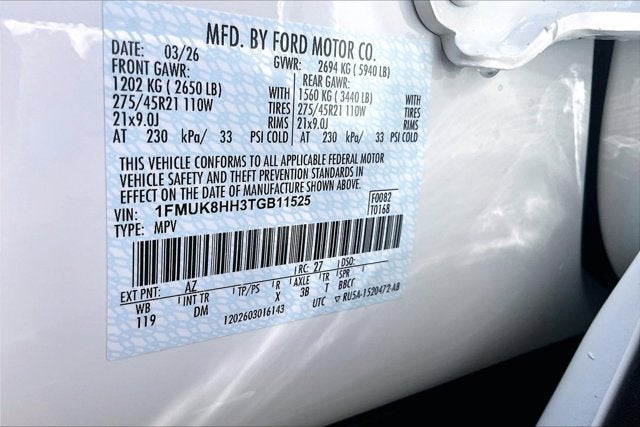 MFD. BY FORD MOTOR CO.
DATE: 03/26 GVWR: 2694 KG ( 5940 LB)
FRONT GAWR: REAR GAWR:
1202 KG ( 2650 LB) WITH 1560 KG ( 3440 LB) WITH
275/45R21 110W TIRES 275/45R21 110W TIRES
21x9.0J RIMS 21x9.0J RIMS
AT 230 kPa/ 33 PSI COLD AT 230 kPa/ 33 PSI COLD
THIS VEHICLE CONFORMS TO ALL APPLICABLE FEDERAL MOTOR
VEHICLE SAFETY AND THEFT PREVENTION STANDARDS IN
EFFECT ON THE DATE OF MANUFACTURE SHOWN ABOVE.
VIN: 1FMUK8HH3TGB11525 F0082
TYPE: MPV T0168
EXT PNT: AZ RC: 27 DSO:
WB INT TR TP/PS R AXLE TR SPR
119 DM X 3B T BBCT
1202603016143 UTC ▽ RU5A-1520472-AB